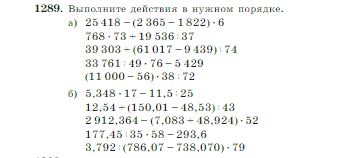 1289. Выполните действия в нужном порядке.
а) 25 418 – (2 365 – 1 822) · 6
768 · 73 + 19 536 : 37
39 303 + (61 017 – 9 439) : 74
33 761 : 49 · 76 – 5 429
(11 000 – 56) · 38 : 72
б) 5,348 · 17 – 11,5 : 25
12,54 + (150,01 – 48,53) : 43
2 912,364 – (7,083 + 48,924) · 52
177,45 : 35 · 58 – 293,6
3,792 : (786,07 – 738,070) · 79